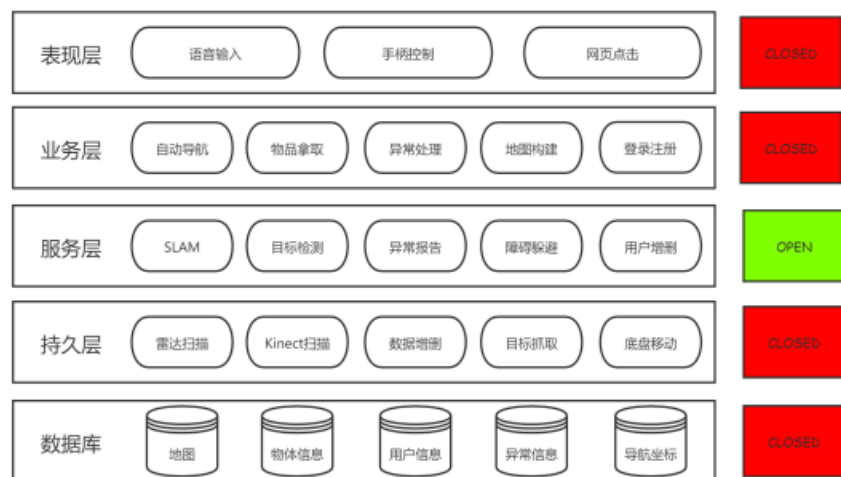 表现层 语音输入 手柄控制 网页点击 CLOSED
业务层 自动导航 物品拿取 异常处理 地图构建 登录注册 CLOSED
服务层 SLAM 目标检测 异常报告 障碍躲避 用户增删 OPEN
持久层 雷达扫描 Kinect扫描 数据增删 目标抓取 底盘移动 CLOSED
数据库 地图 物体信息 用户信息 异常信息 导航坐标 CLOSED